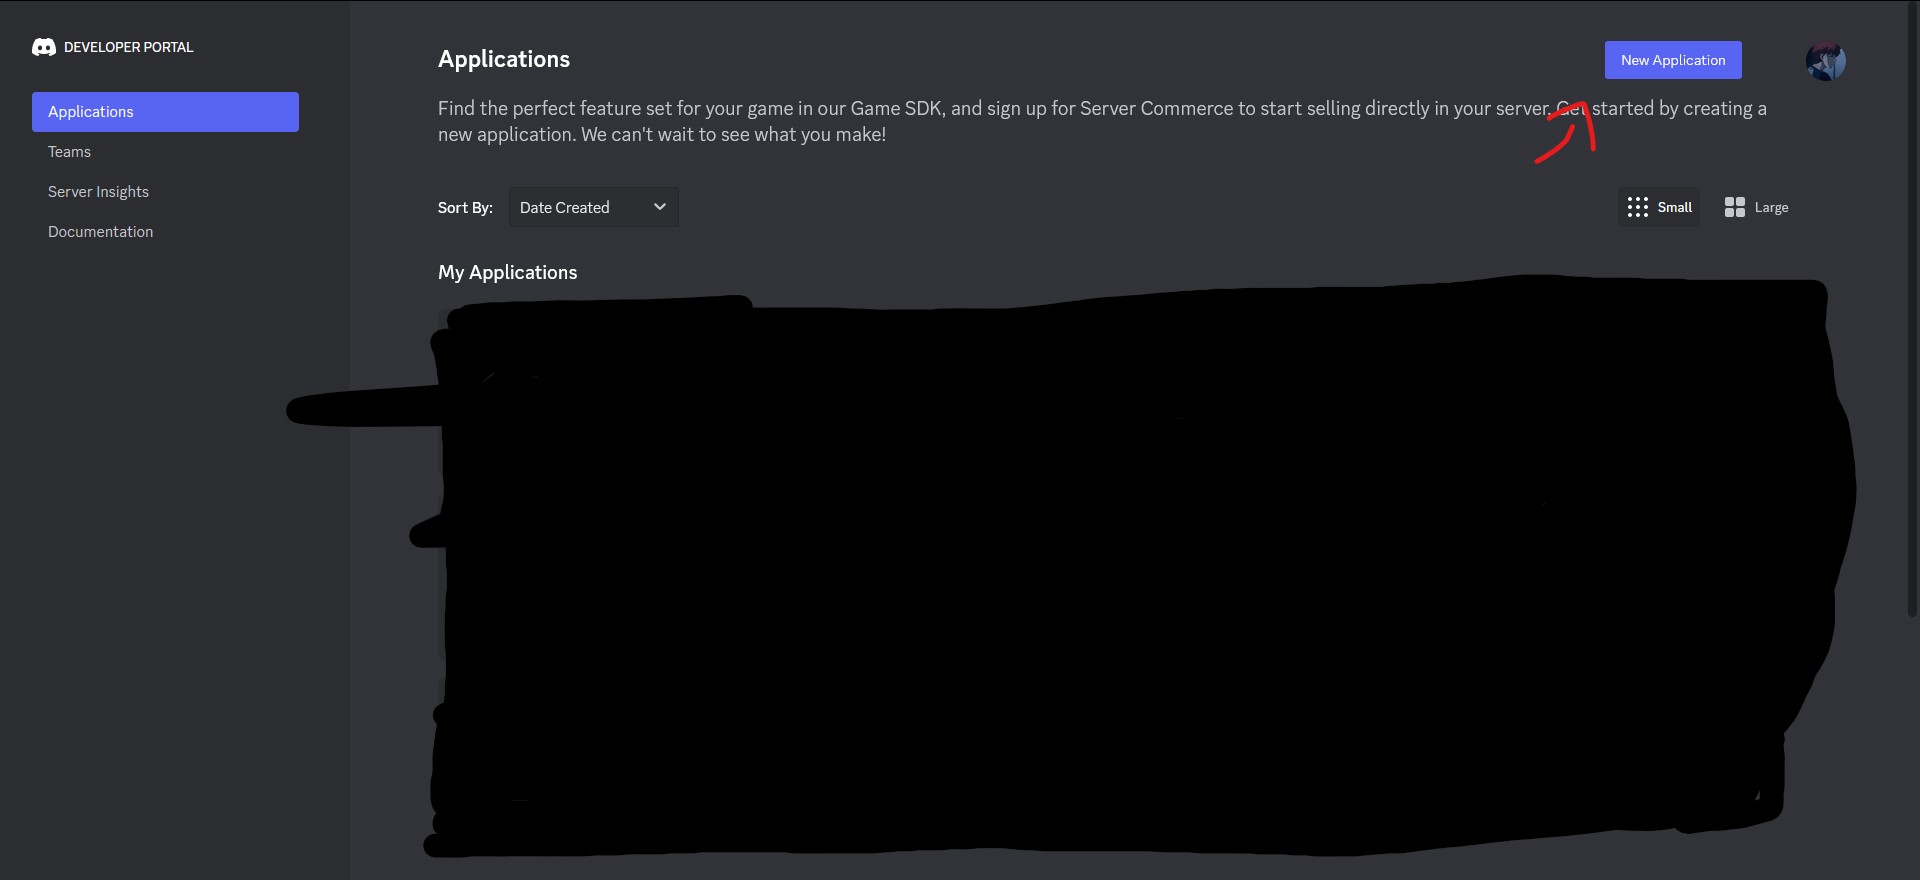 DEVELOPER PORTAL
Applications
Teams
Server Insights
Documentation
Applications
New Application
Find the perfect feature set for your game in our Game SDK, and sign up for Server Commerce to start selling directly in your server. Get started by creating a
new application. We can't wait to see what you make!
Sort By: Date Created
Small Large
My Applications